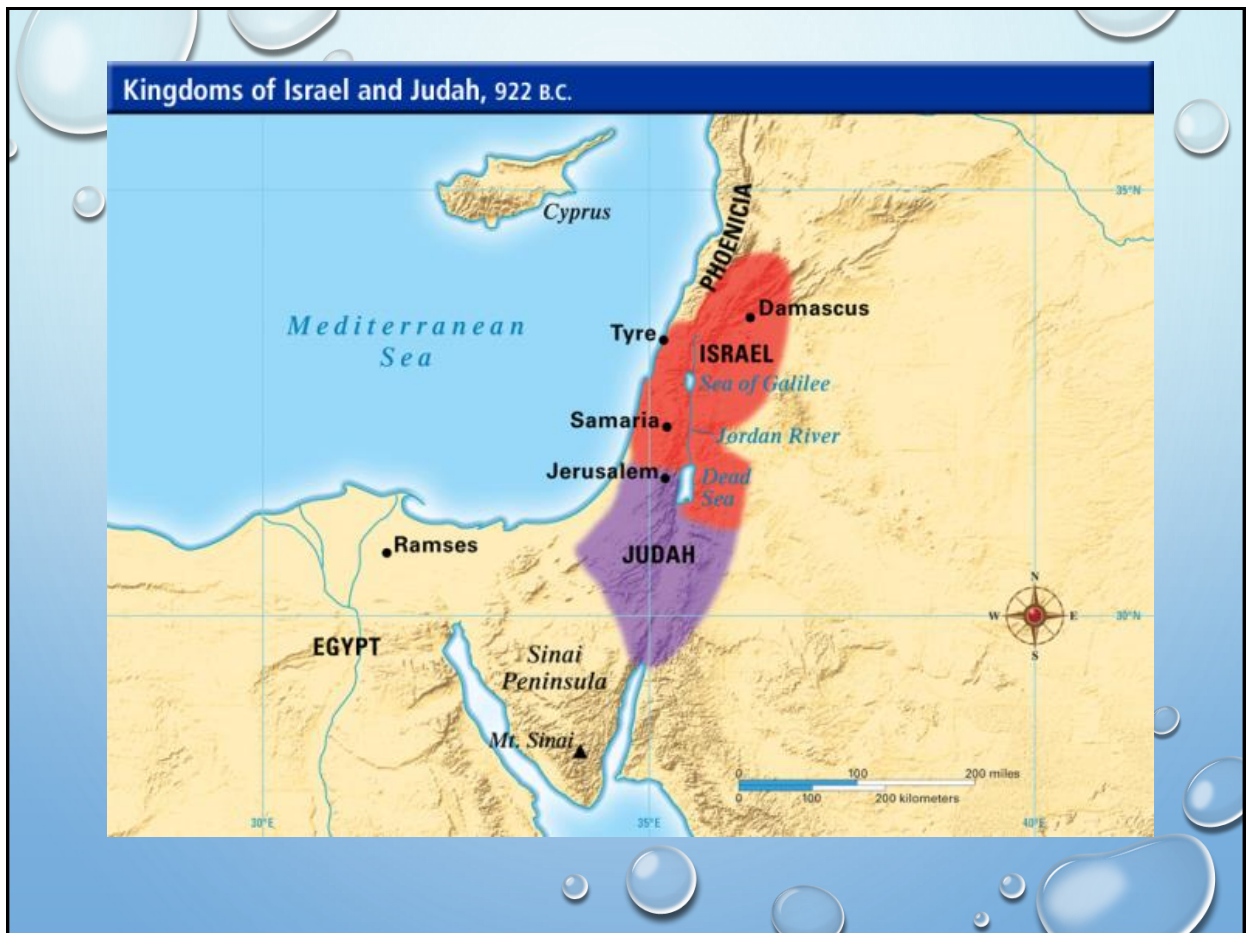 Kingdoms of Israel and Judah, 922 B.C.
35°N
Cyprus
PHOENICIA
Mediterranean
Sea
Damascus
Tyre
ISRAEL
Sea of Galilee
Samaria
Jordan River
Jerusalem
Dead
Sea
Ramses
JUDAH
N
W E
S
30°N
EGYPT
Sinai
Peninsula
Mt. Sinai
0 100 200 miles
0 100 200 kilometers
30°E 35°E 40°E